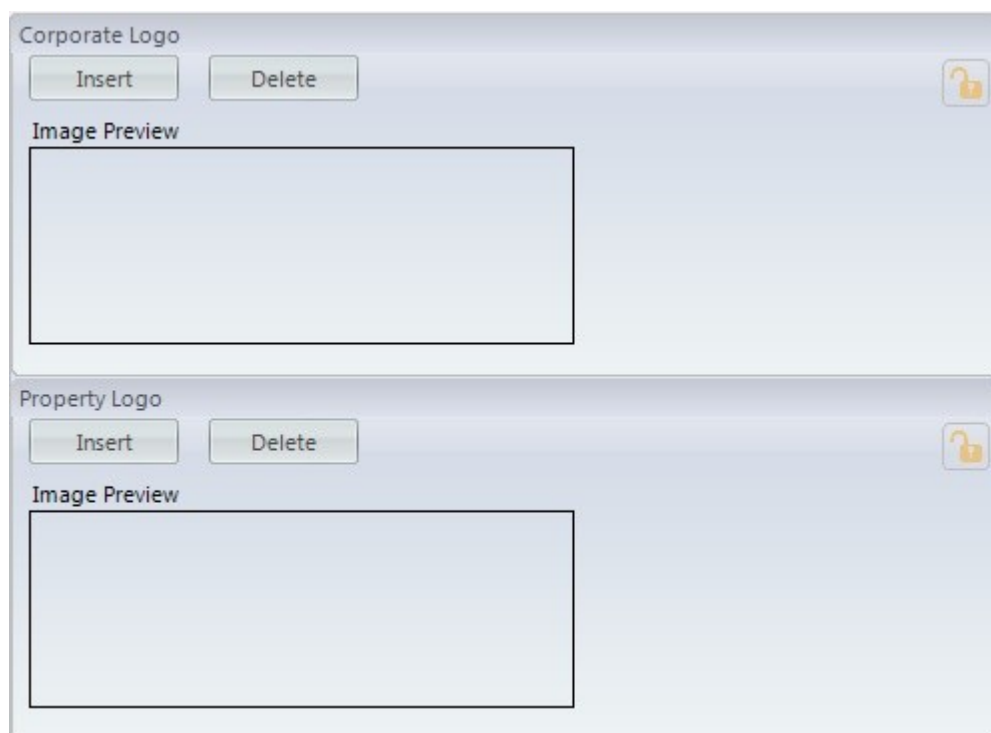 Corporate Logo
Insert Delete
Image Preview
Property Logo
Insert Delete
Image Preview